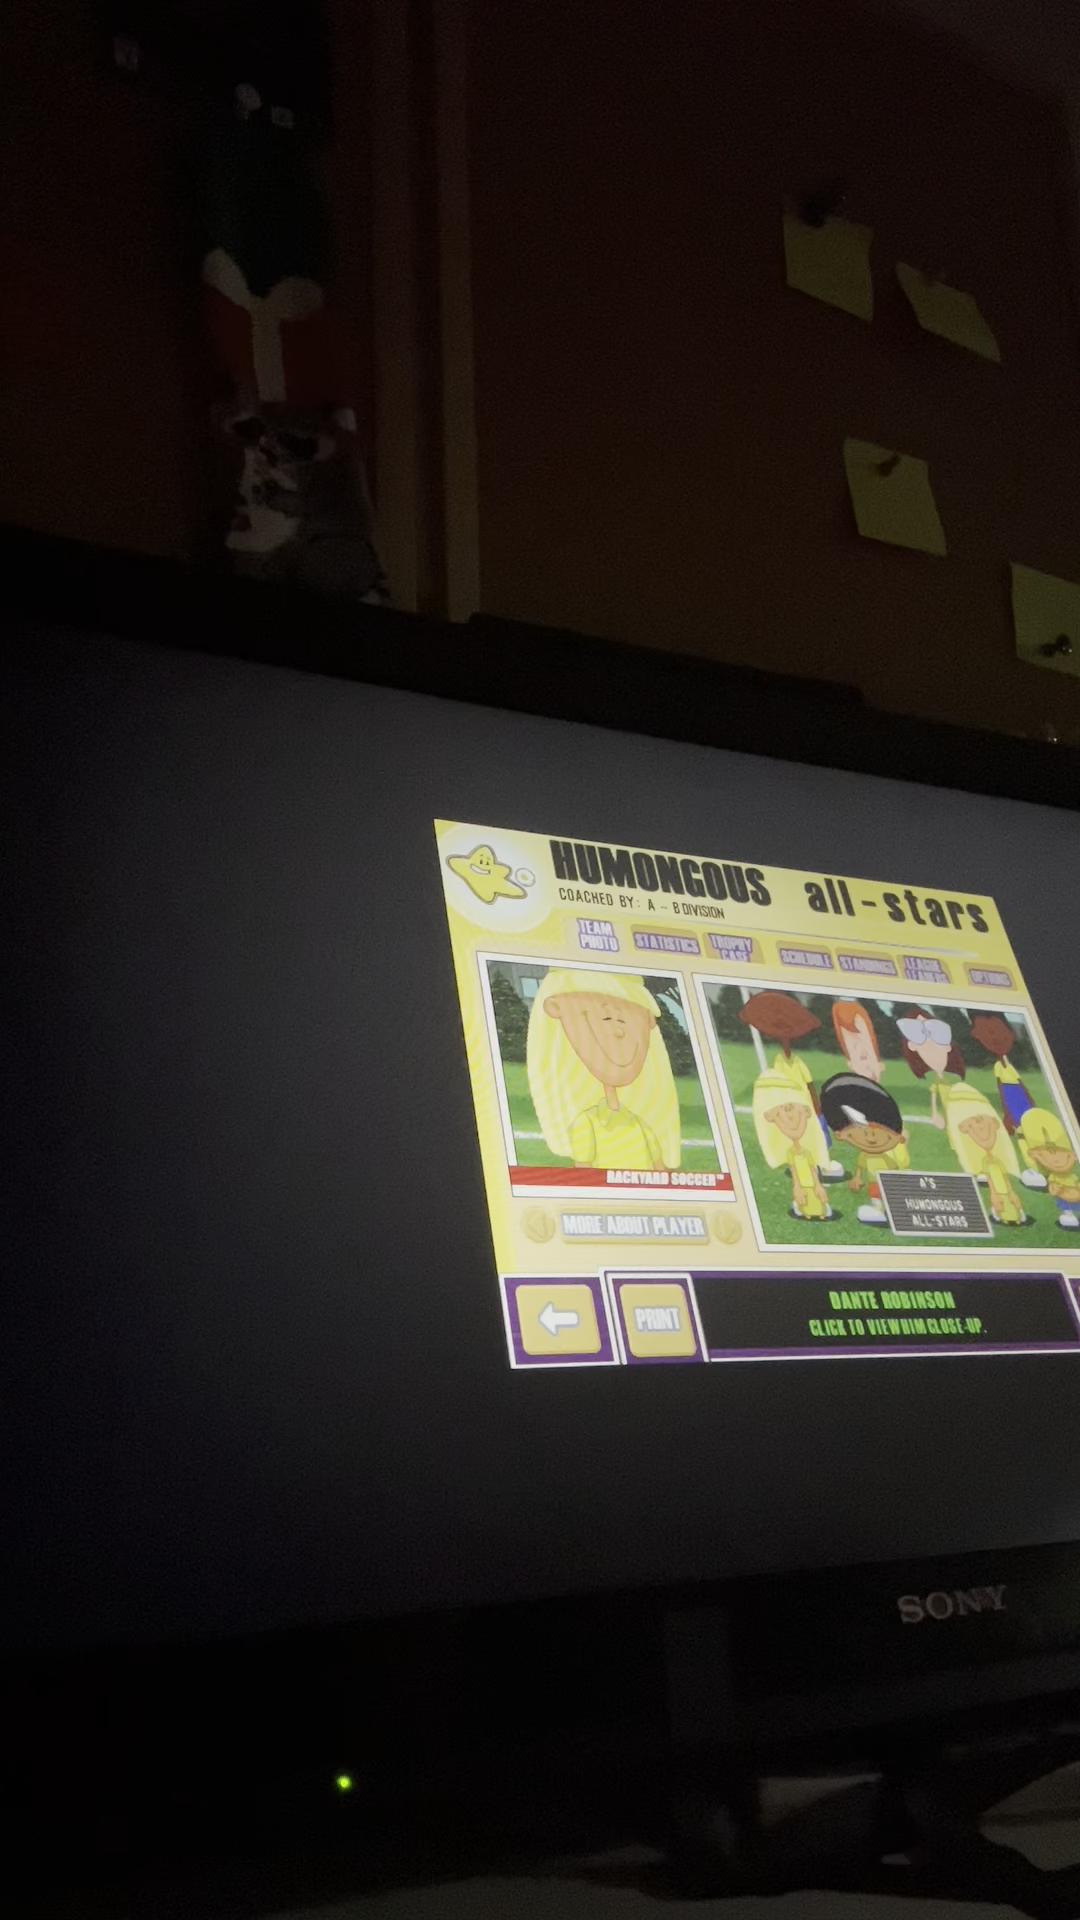 HUMONGOUS all-stars
COACHED BY: A - B DIVISION
TEAM PHOTO
STATISTICS
TROPHY CASE
SCHEDULE
STANDINGS
LEAGUE LEADERS
OPTIONS
BACKYARD SOCCER™
MORE ABOUT PLAYER
A'S
HUMONGOUS
ALL-STARS
PRINT
DANTE ROBINSON
CLICK TO VIEW HIM CLOSE-UP.
SONY